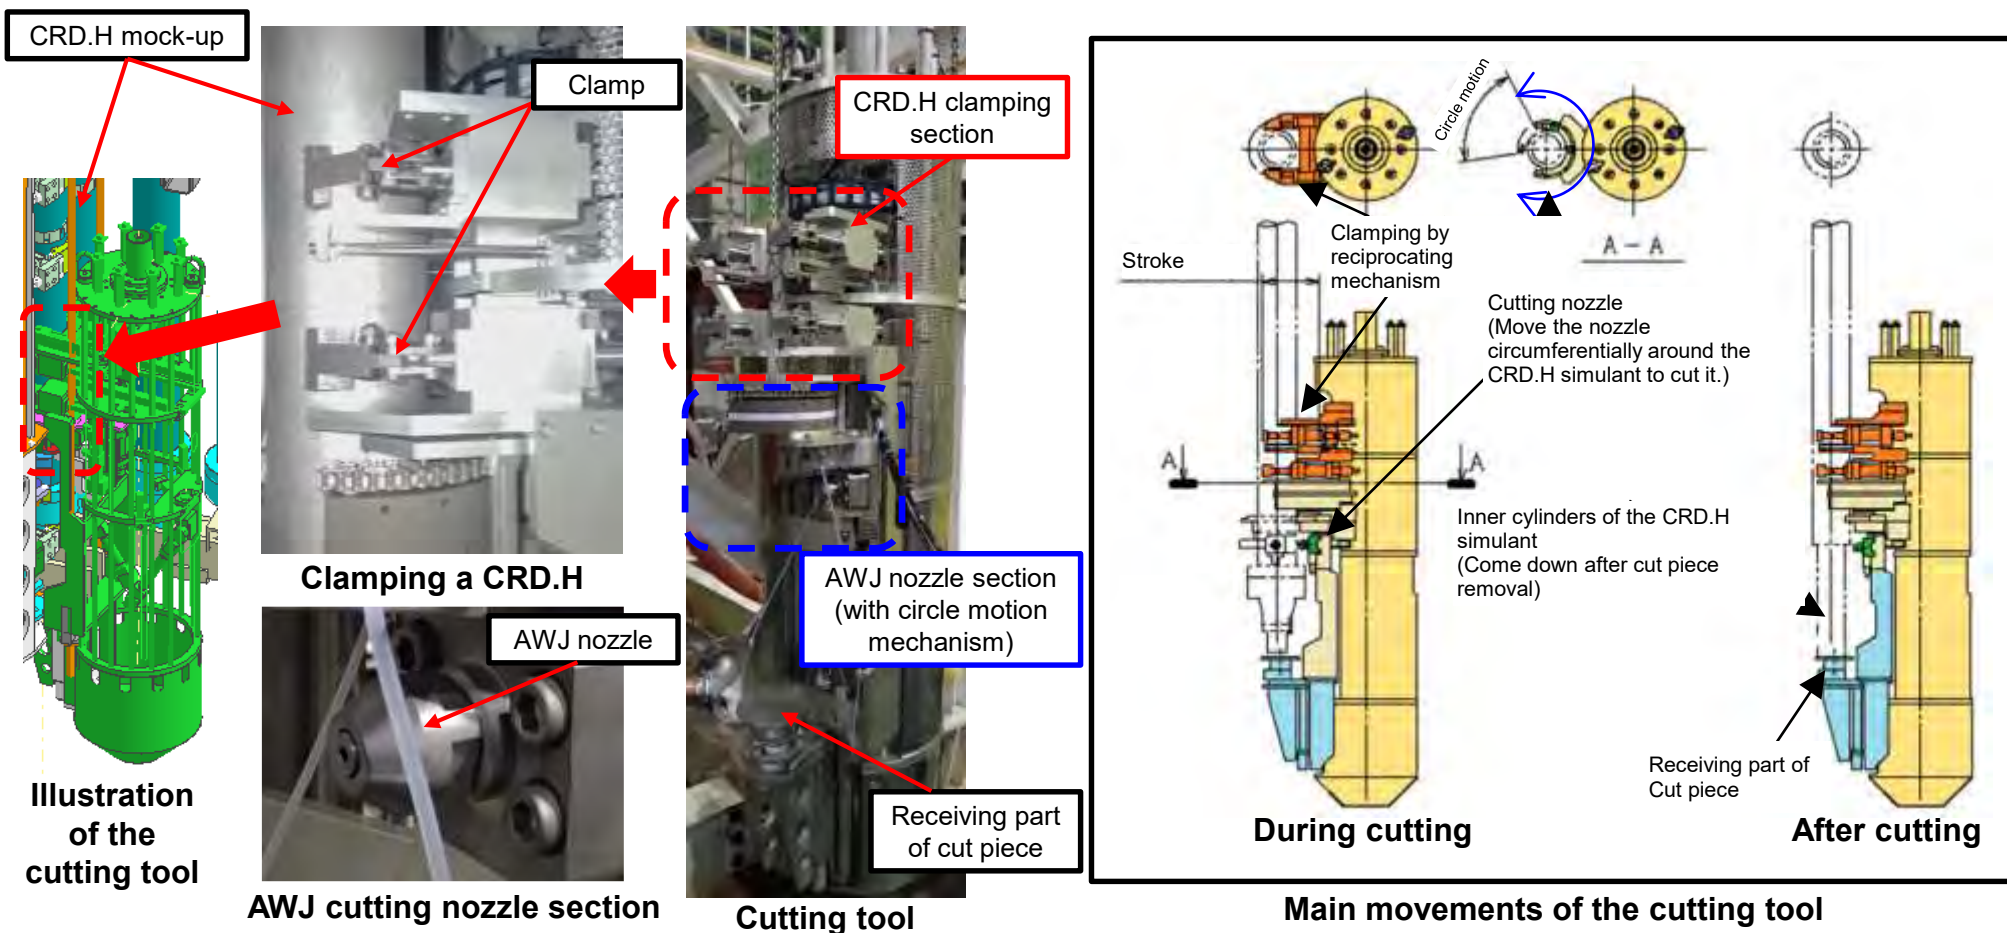 CRD.H mock-up
Clamp
CRD.H clamping
section
Clamping a CRD.H
AWJ nozzle
AWJ nozzle section
(with circle motion
mechanism)
Receiving part
of cut piece
Illustration
of the
cutting tool
AWJ cutting nozzle section
Cutting tool
Circle motion
A - A
Stroke
Clamping by
reciprocating
mechanism
Cutting nozzle
(Move the nozzle
circumferentially around the
CRD.H simulant to cut it.)
A
A
Inner cylinders of the CRD.H
simulant
(Come down after cut piece
removal)
Receiving part of
Cut piece
During cutting
After cutting
Main movements of the cutting tool